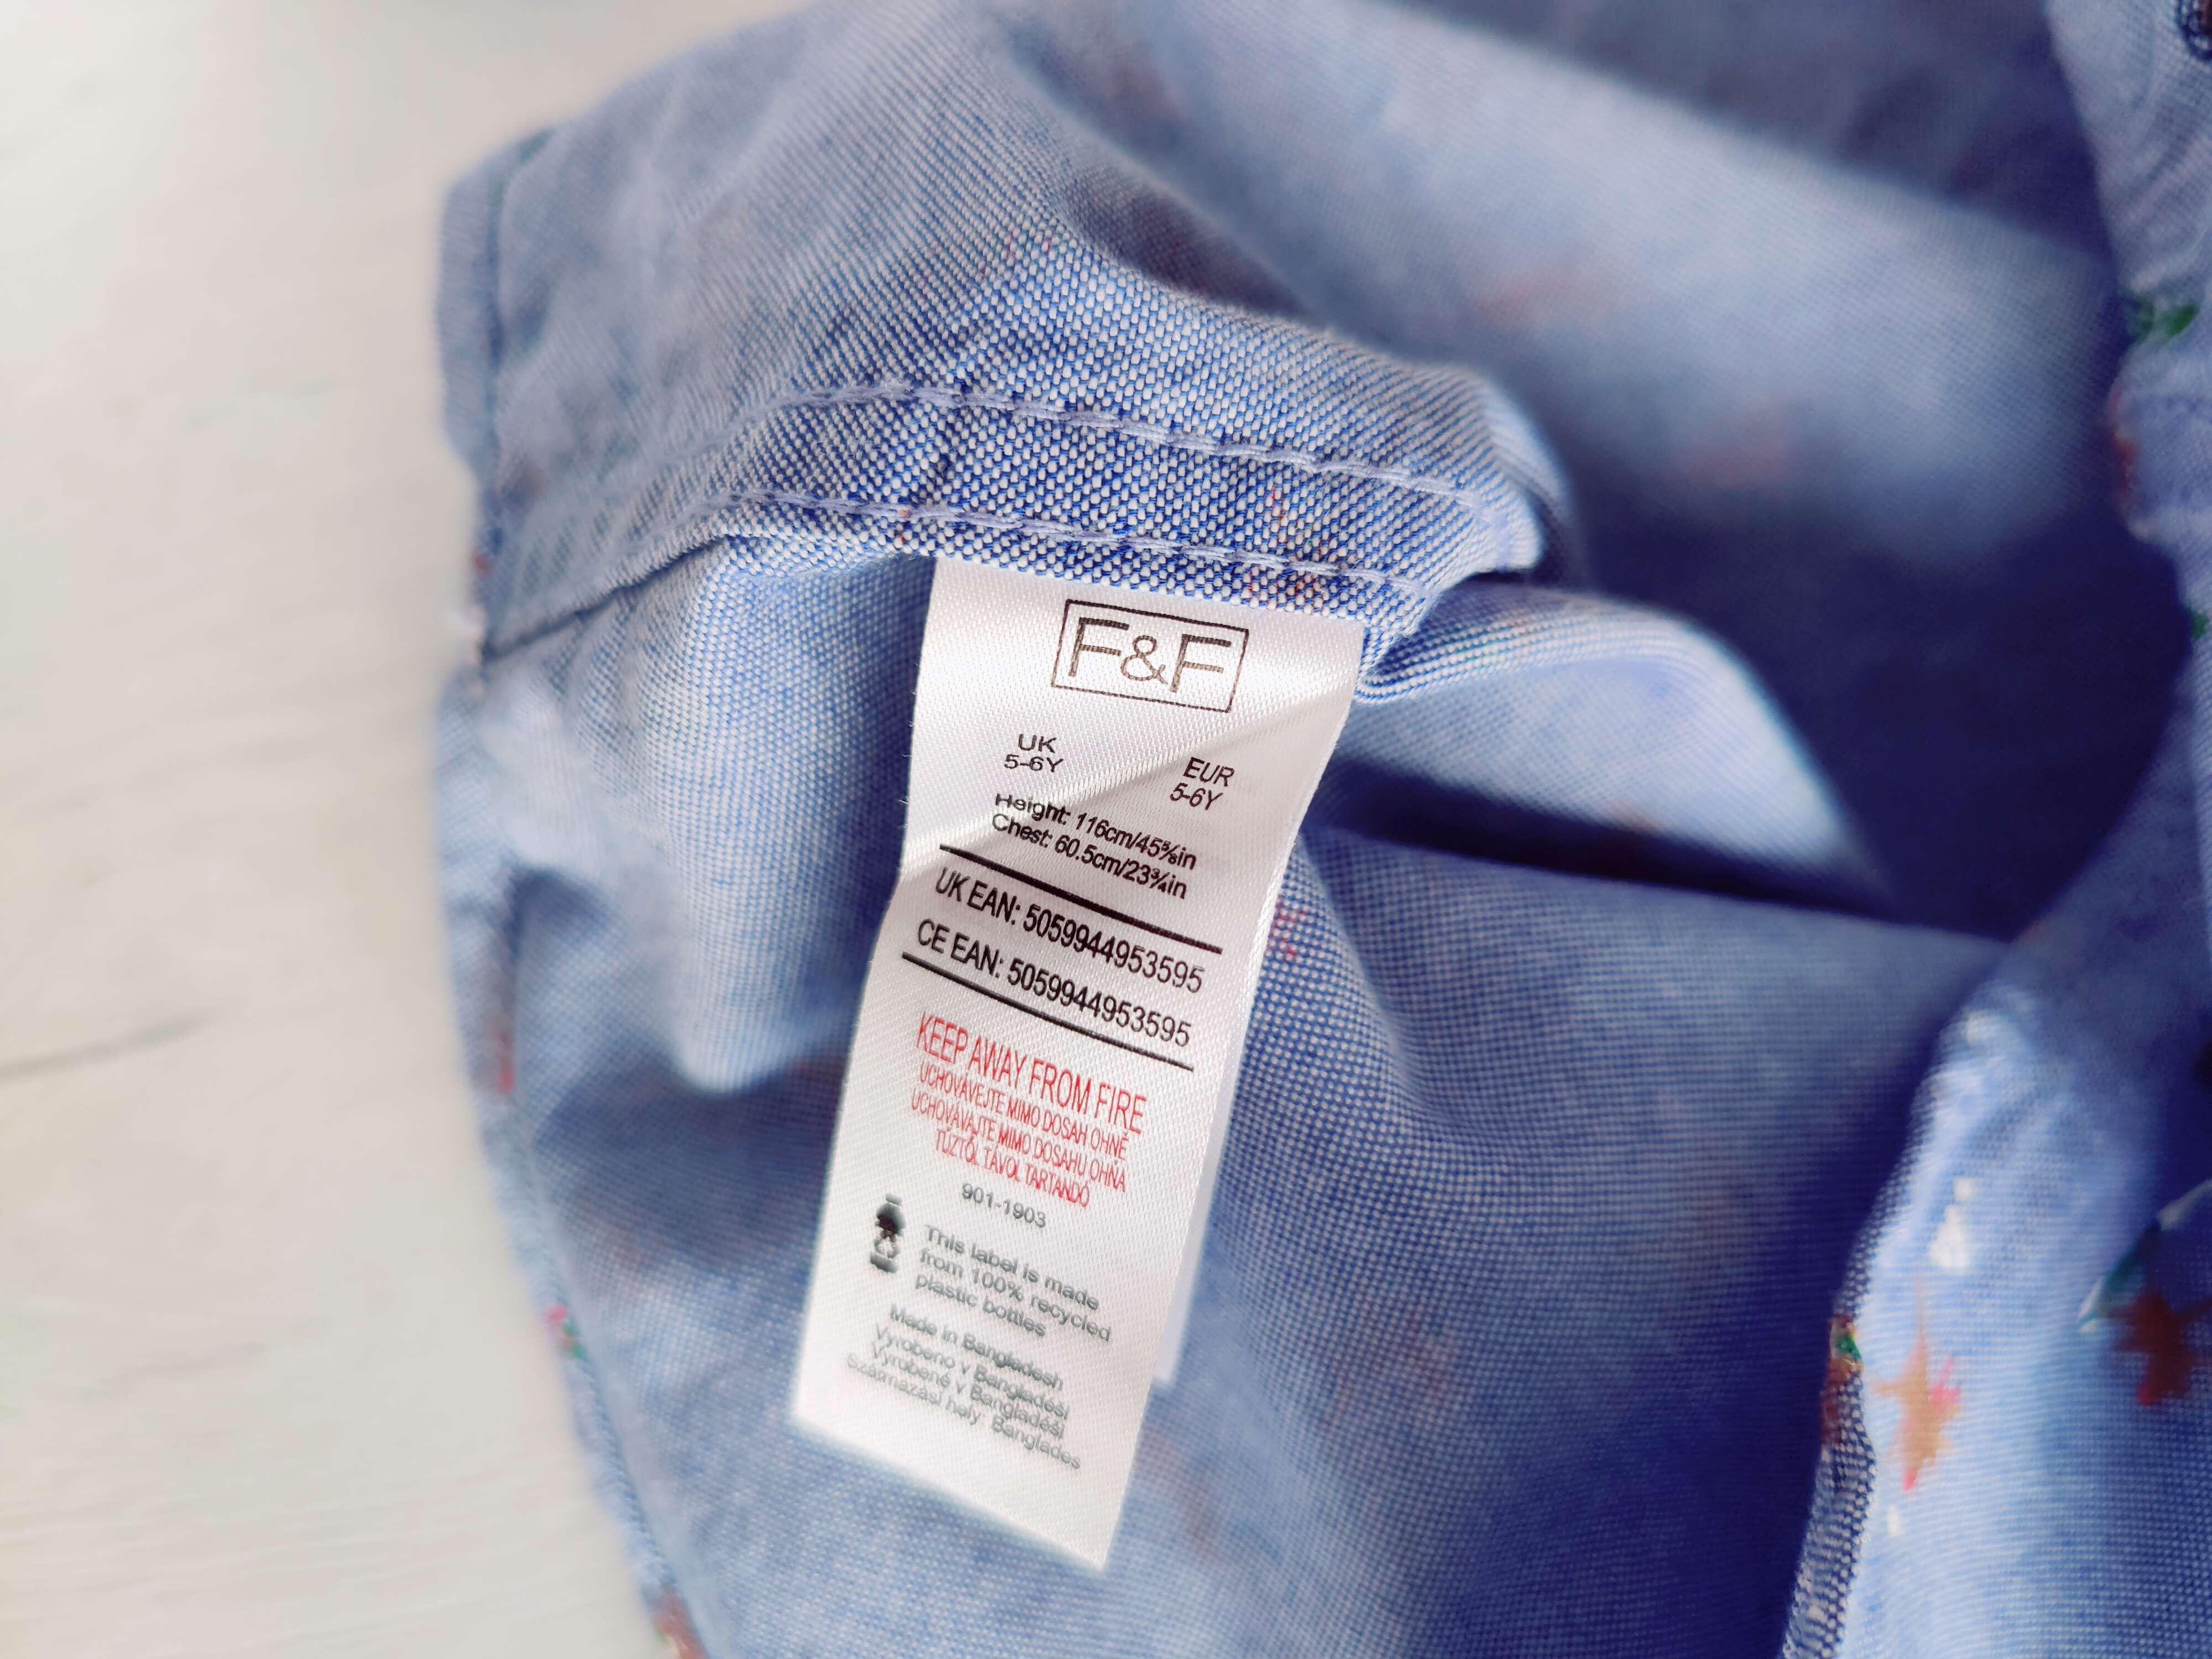 F&F
UK
5-6Y
EUR
5-6Y
Height: 116cm/45⅝in
Chest: 60.5cm/23¾in
UK EAN: 5059944953595
CE EAN: 5059944953595
KEEP AWAY FROM FIRE
UCHOVÁVEJTE MIMO DOSAH OHNĚ
UCHOVÁVAJTE MIMO DOSAHU OHŇA
TŰZTŐL TÁVOL TARTANDÓ
901-1903
This label is made
from 100% recycled
plastic bottles
Made in Bangladesh
Vyrobeno v Bangladéši
Vyrobené v Bangladéši
Származási hely: Banglades